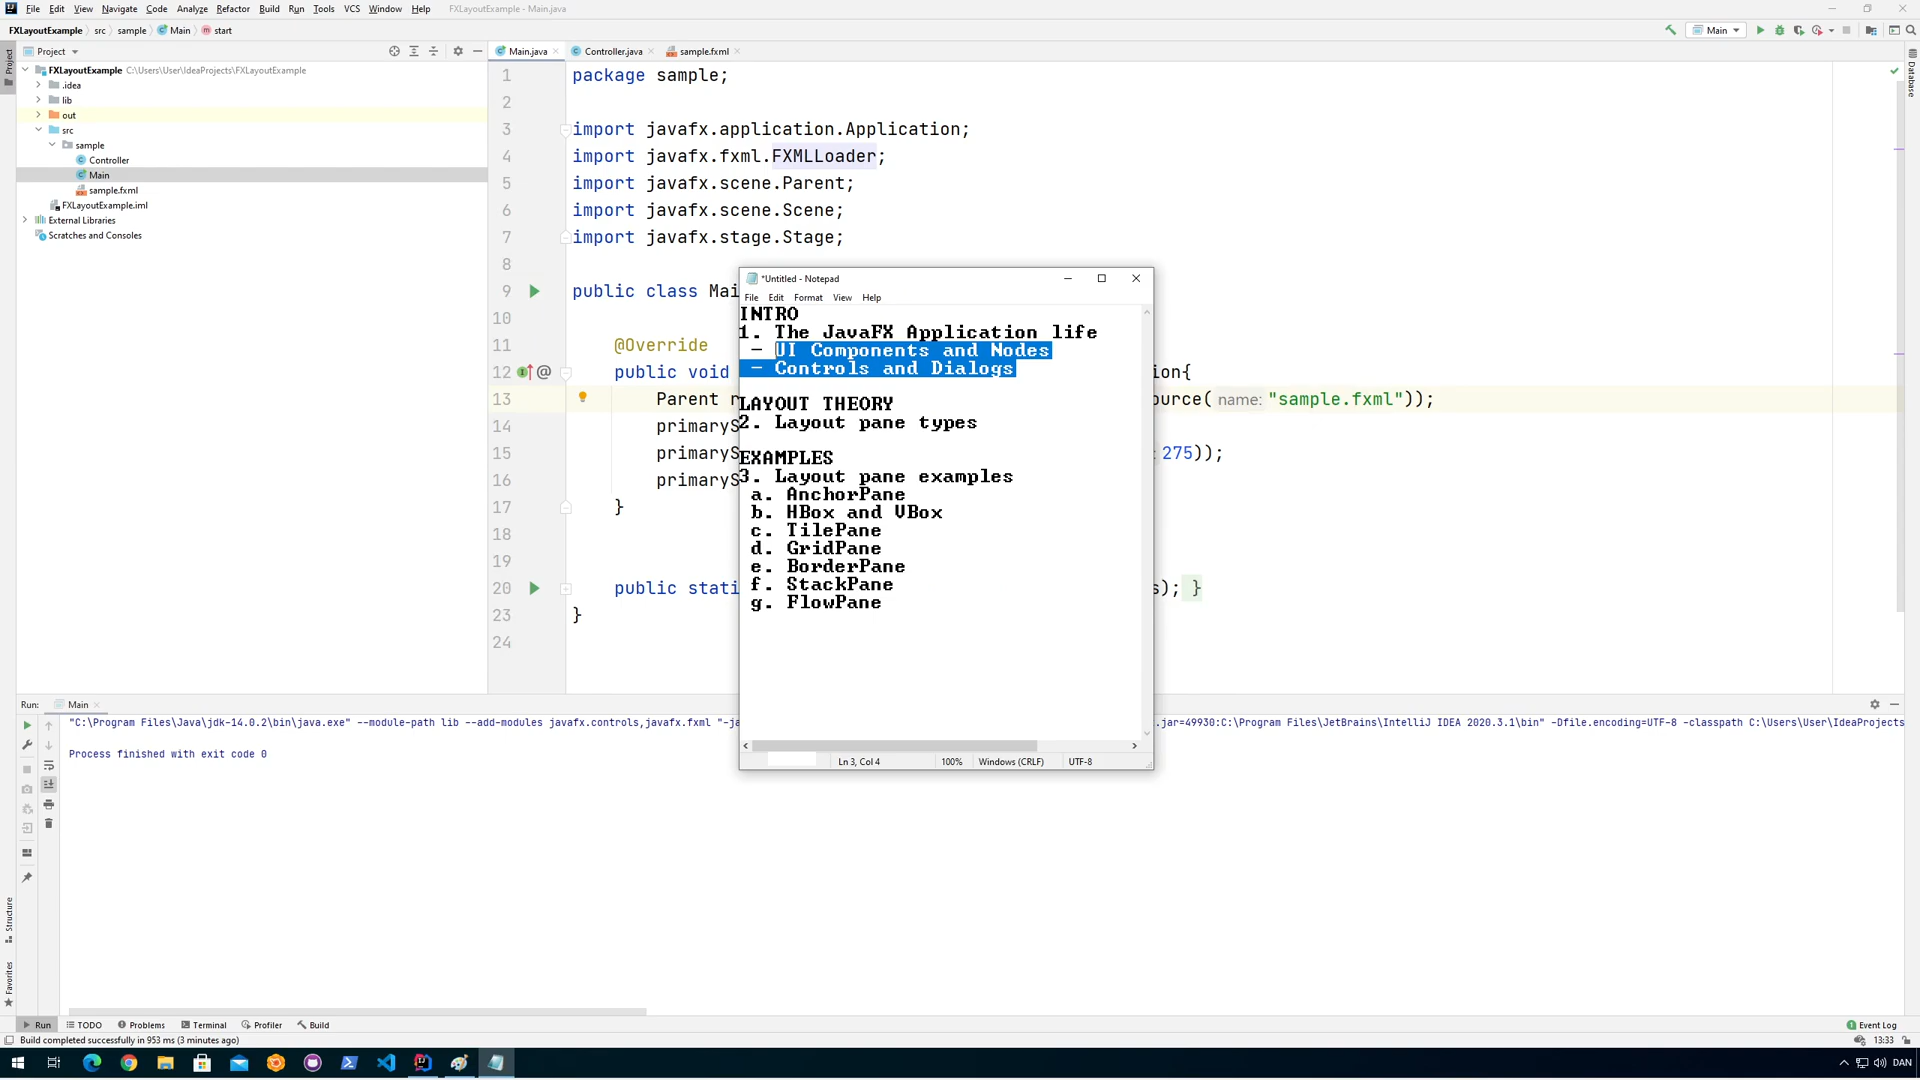 File Edit View Navigate Code Analyze Refactor Build Run Tools VCS Window Help FXLayoutExample - Main.java
FXLayoutExample src sample Main start
Main
Project
Main.java Controller.java sample.fxml
Project
Database
FXLayoutExample C:\Users\User\IdeaProjects\FXLayoutExample
.idea
lib
out
src
sample
Controller
Main
sample.fxml
FXLayoutExample.iml
External Libraries
Scratches and Consoles
1 package sample;
2
3 import javafx.application.Application;
4 import javafx.fxml.FXMLLoader;
5 import javafx.scene.Parent;
6 import javafx.scene.Scene;
7 import javafx.stage.Stage;
8
9 public class Mai
10
11 @Override
12 public void ion{
13 Parent r ource( name: "sample.fxml"));
14 primaryS
15 primaryS 275));
16 primaryS
17 }
18
19
20 public stati s); }
23 }
24
*Untitled - Notepad
File Edit Format View Help
INTRO
1. The JavaFX Application life
- UI Components and Nodes
- Controls and Dialogs
LAYOUT THEORY
2. Layout pane types
EXAMPLES
3. Layout pane examples
a. AnchorPane
b. HBox and VBox
c. TilePane
d. GridPane
e. BorderPane
f. StackPane
g. FlowPane
Ln 3, Col 4 100% Windows (CRLF) UTF-8
Run: Main
"C:\Program Files\Java\jdk-14.0.2\bin\java.exe" --module-path lib --add-modules javafx.controls,javafx.fxml "-ja .jar=49930:C:\Program Files\JetBrains\IntelliJ IDEA 2020.3.1\bin" -Dfile.encoding=UTF-8 -classpath C:\Users\User\IdeaProjects
Process finished with exit code 0
Structure
Favorites
Run TODO Problems Terminal Profiler Build
1 Event Log
Build completed successfully in 953 ms (3 minutes ago)
13:33
DAN